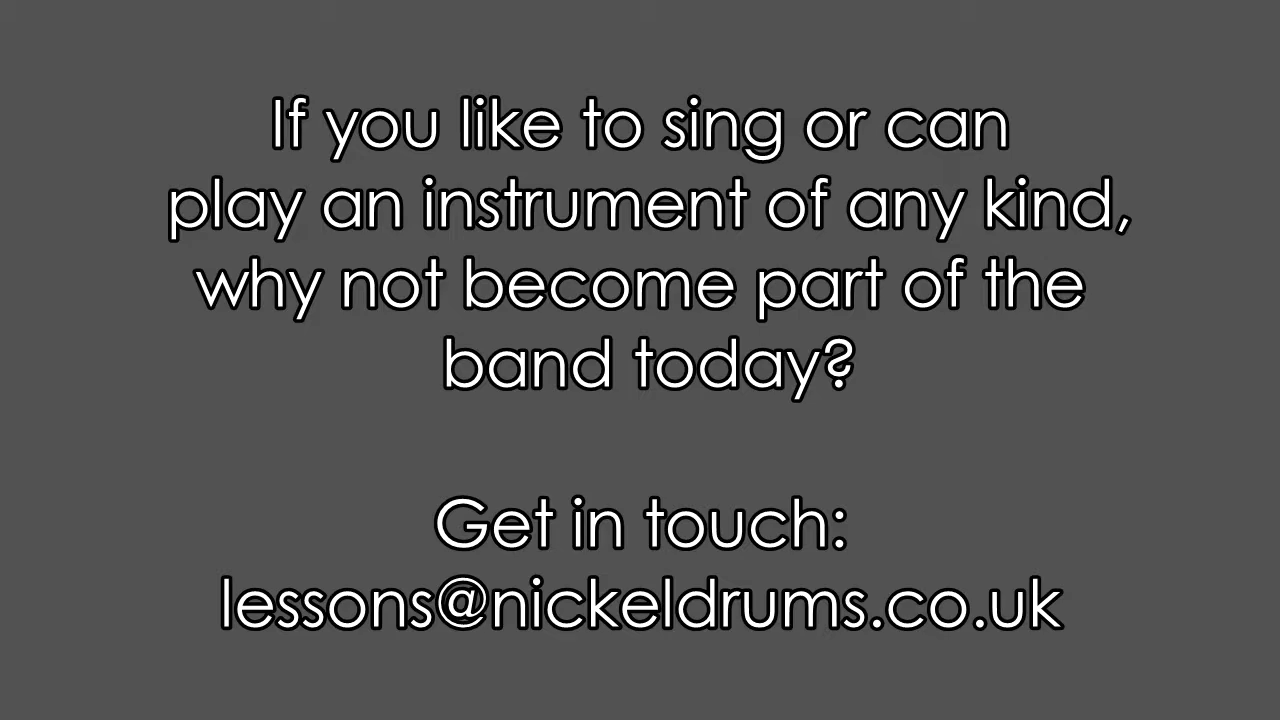 If you like to sing or can
play an instrument of any kind,
why not become part of the
band today?
Get in touch:
lessons@nickeldrums.co.uk